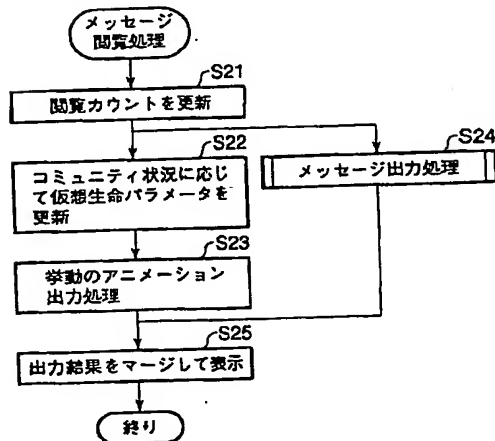 メッセージ
閲覧処理
S21
閲覧カウントを更新
S22
コミュニティ状況に応じ
て仮想生命パラメータを
更新
S24
メッセージ出力処理
S23
挙動のアニメーション
出力処理
S25
出力結果をマージして表示
終り